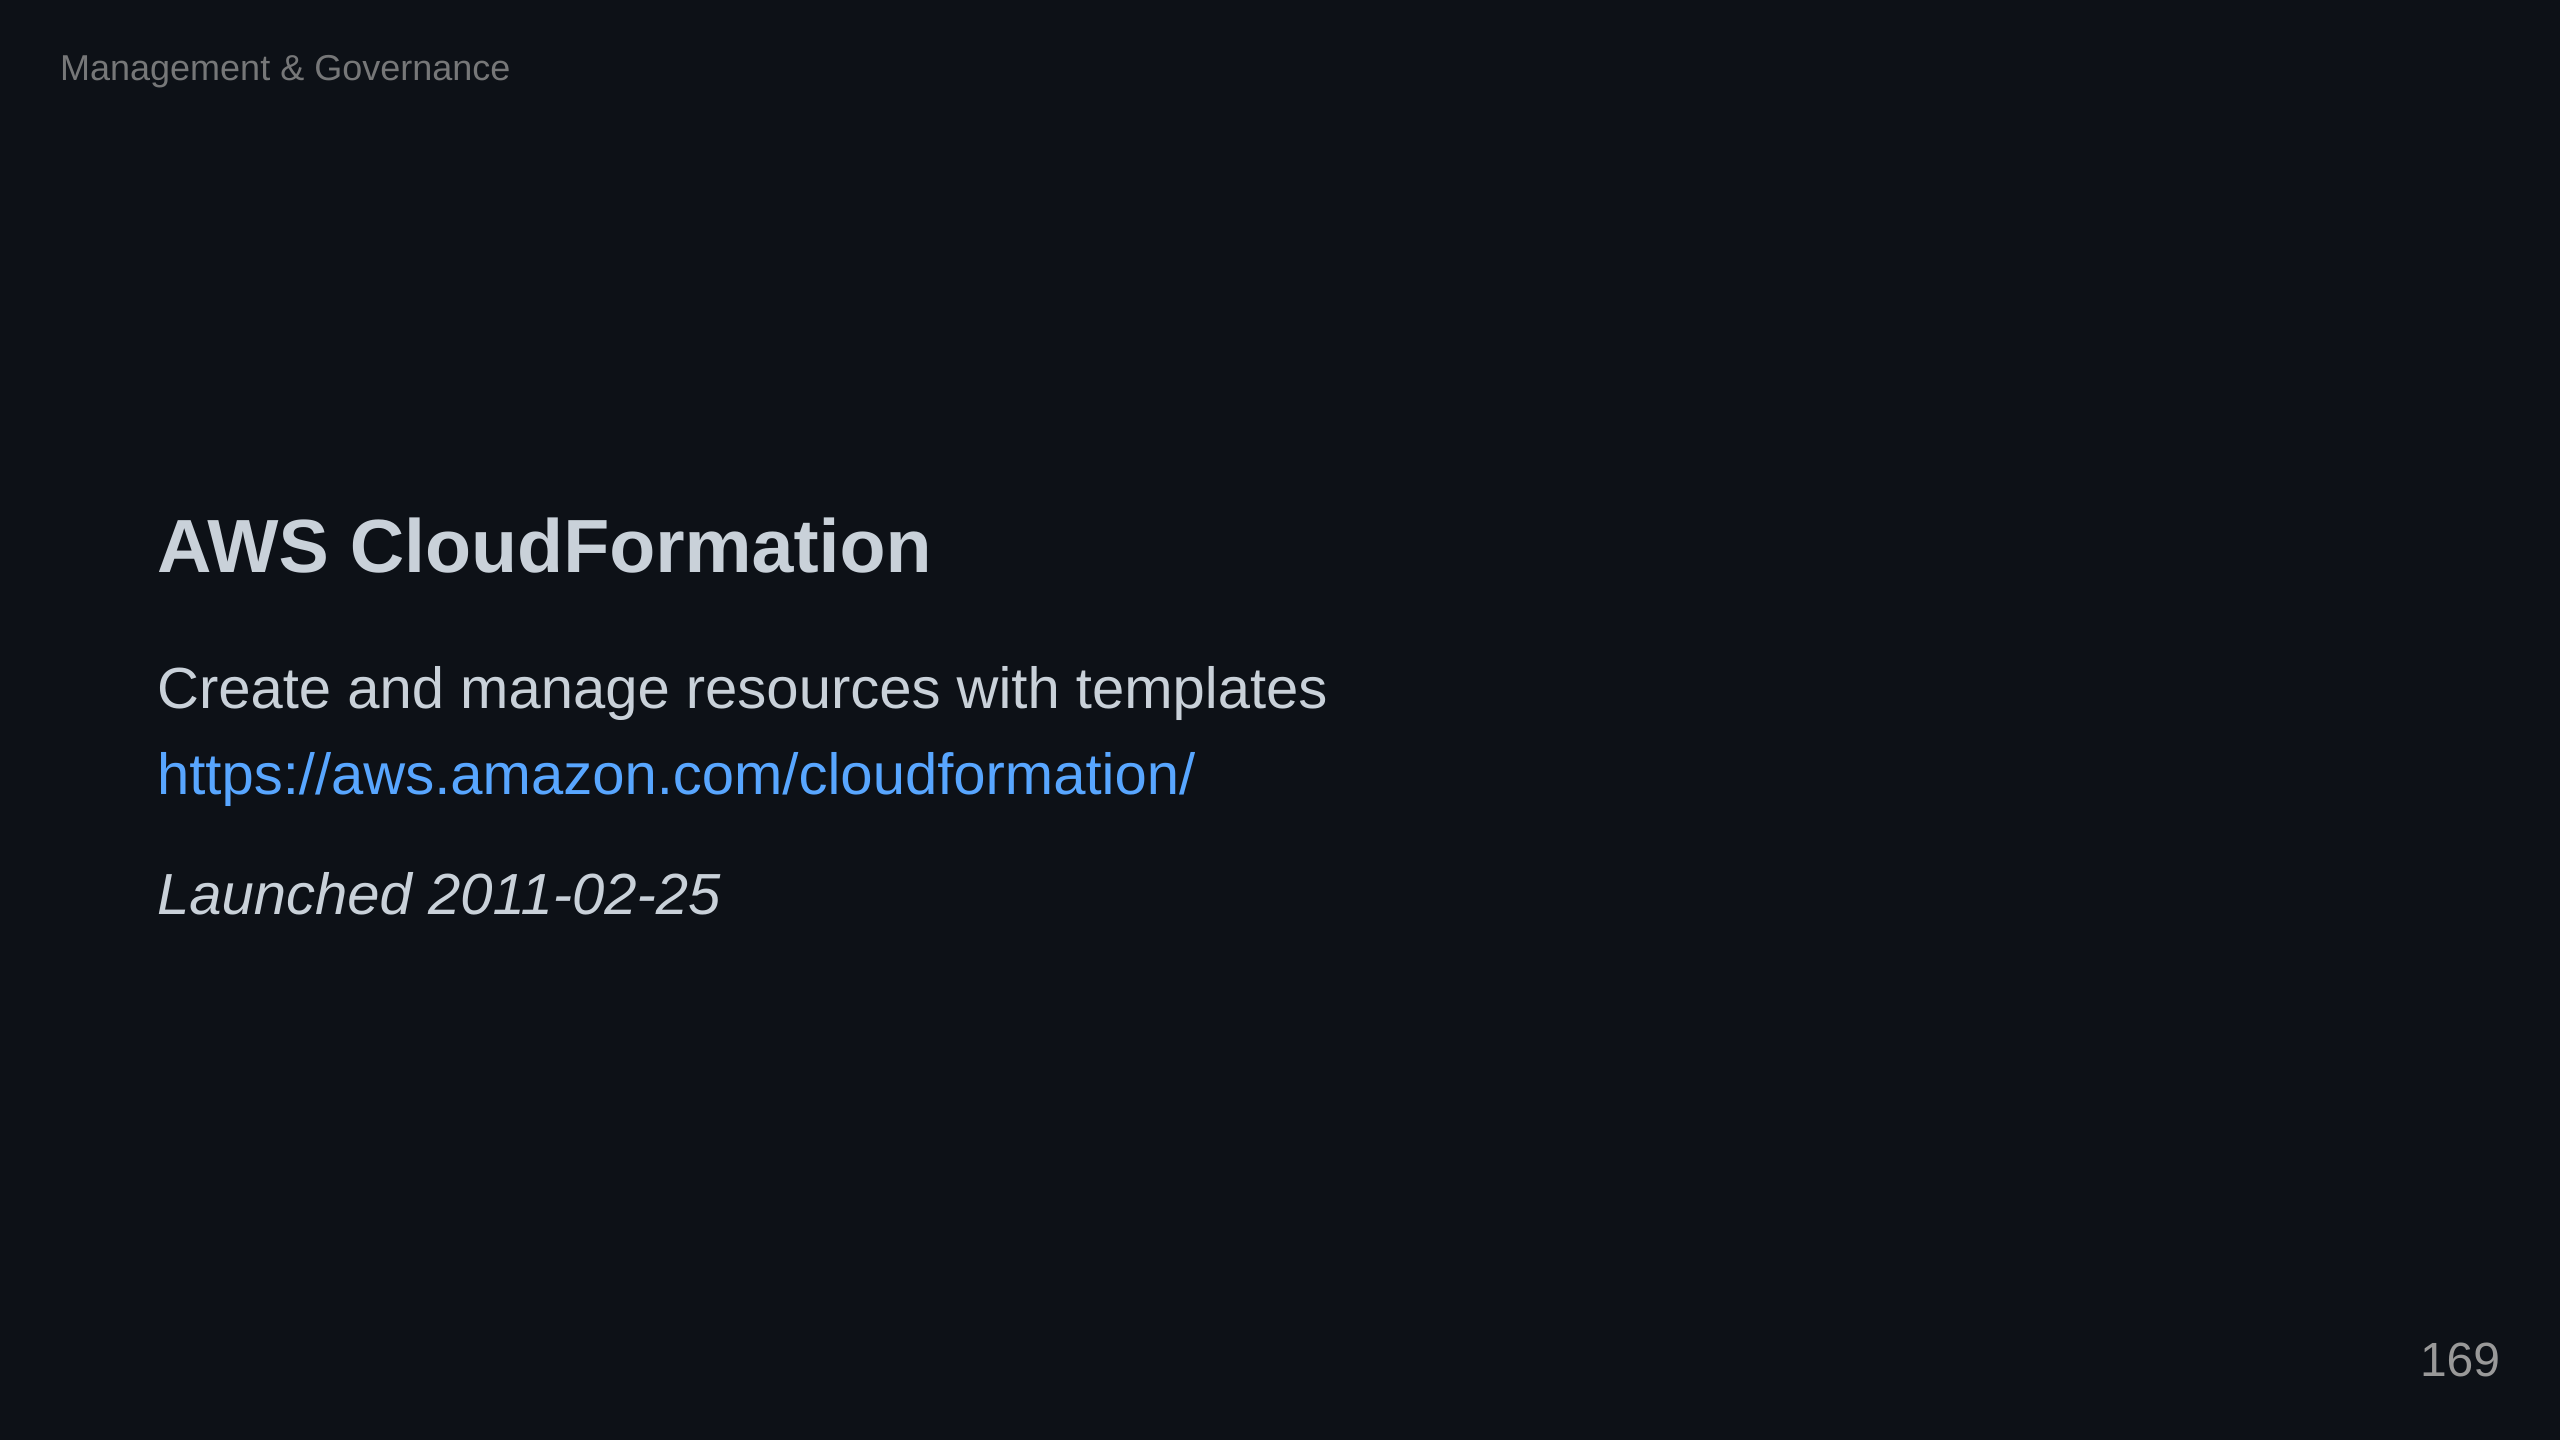 Management & Governance
AWS CloudFormation
Create and manage resources with templates
https://aws.amazon.com/cloudformation/
Launched 2011-02-25
169